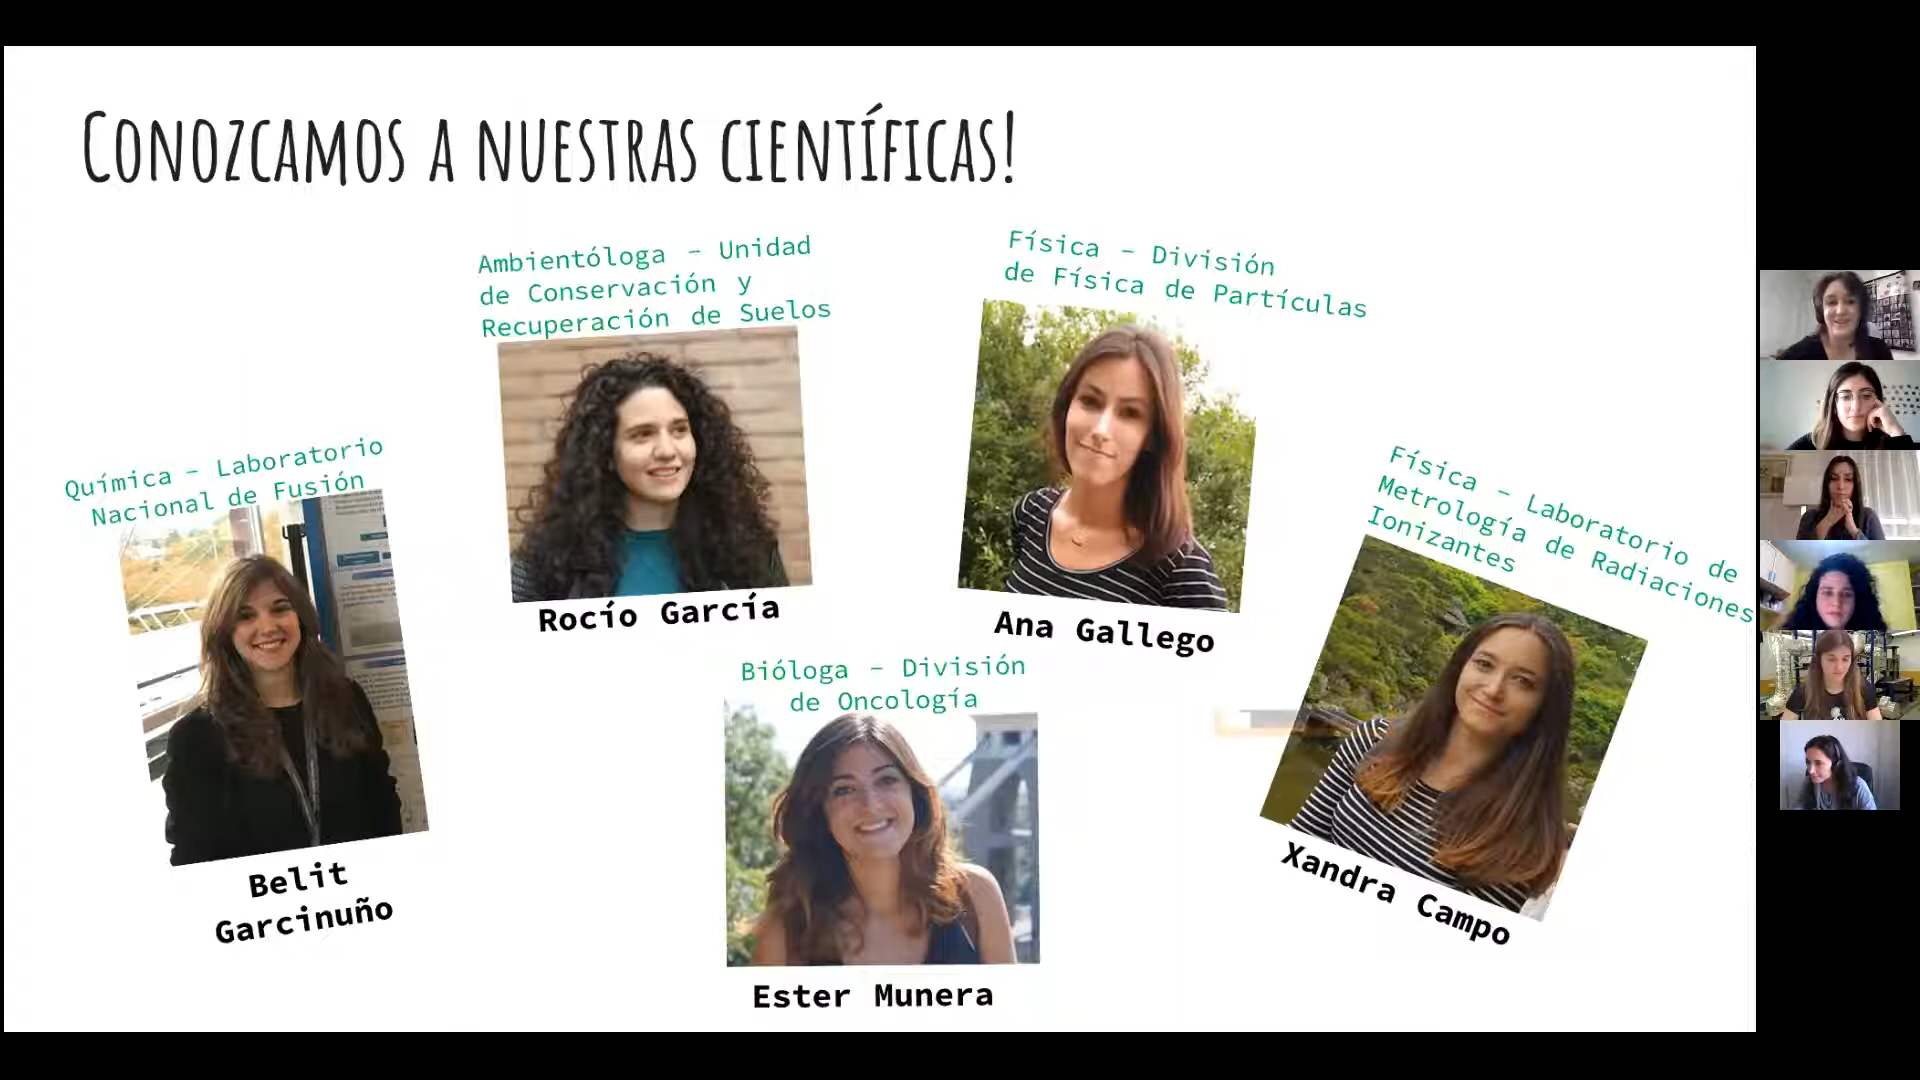 Conozcamos a nuestras científicas!
Química – Laboratorio
Nacional de Fusión
Belit
Garcinuño
Ambientóloga – Unidad
de Conservación y
Recuperación de Suelos
Rocío García
Física – División
de Física de Partículas
Ana Gallego
Bióloga – División
de Oncología
Ester Munera
Física – Laboratorio de
Metrología de Radiaciones
Ionizantes
Xandra Campo